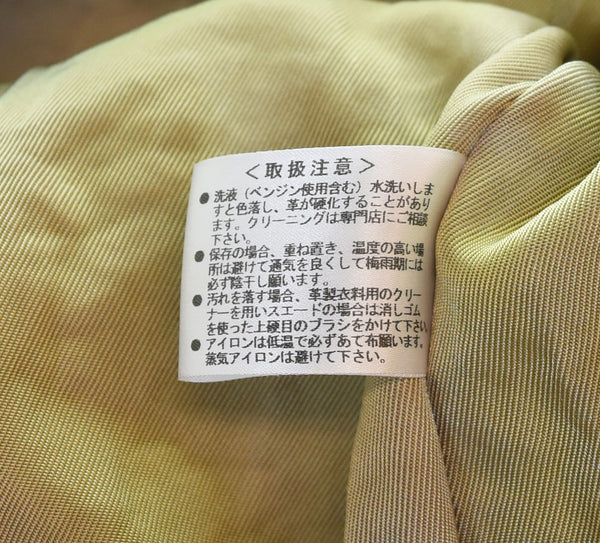 ＜取扱注意＞
●洗液（ベンジン使用含む）水洗いしま
すと色落し、革が硬化することがあり
ます。クリーニングは専門店にご相談
下さい。
●保存の場合、重ね置き、温度の高い場
所は避けて通気を良くして梅雨期には
必ず陰干し願います。
●汚れを落す場合、革製衣料用のクリー
ナーを用いスエードの場合は消しゴム
を使った上硬目のブラシをかけて下さい。
●アイロンは低温で必ずあて布願います。
蒸気アイロンは避けて下さい。